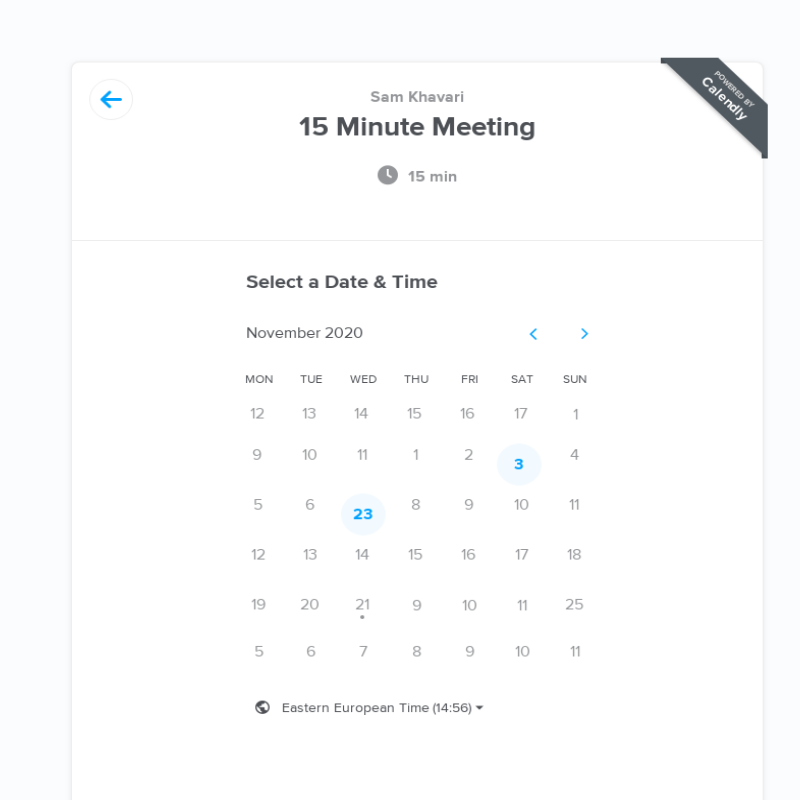 POWERED BY
Calendly
Sam Khavari
15 Minute Meeting
15 min
Select a Date & Time
November 2020
MON TUE WED THU FRI SAT SUN
12 13 14 15 16 17 1
9 10 11 1 2 3 4
5 6 23 8 9 10 11
12 13 14 15 16 17 18
19 20 21 9 10 11 25
5 6 7 8 9 10 11
Eastern European Time (14:56)